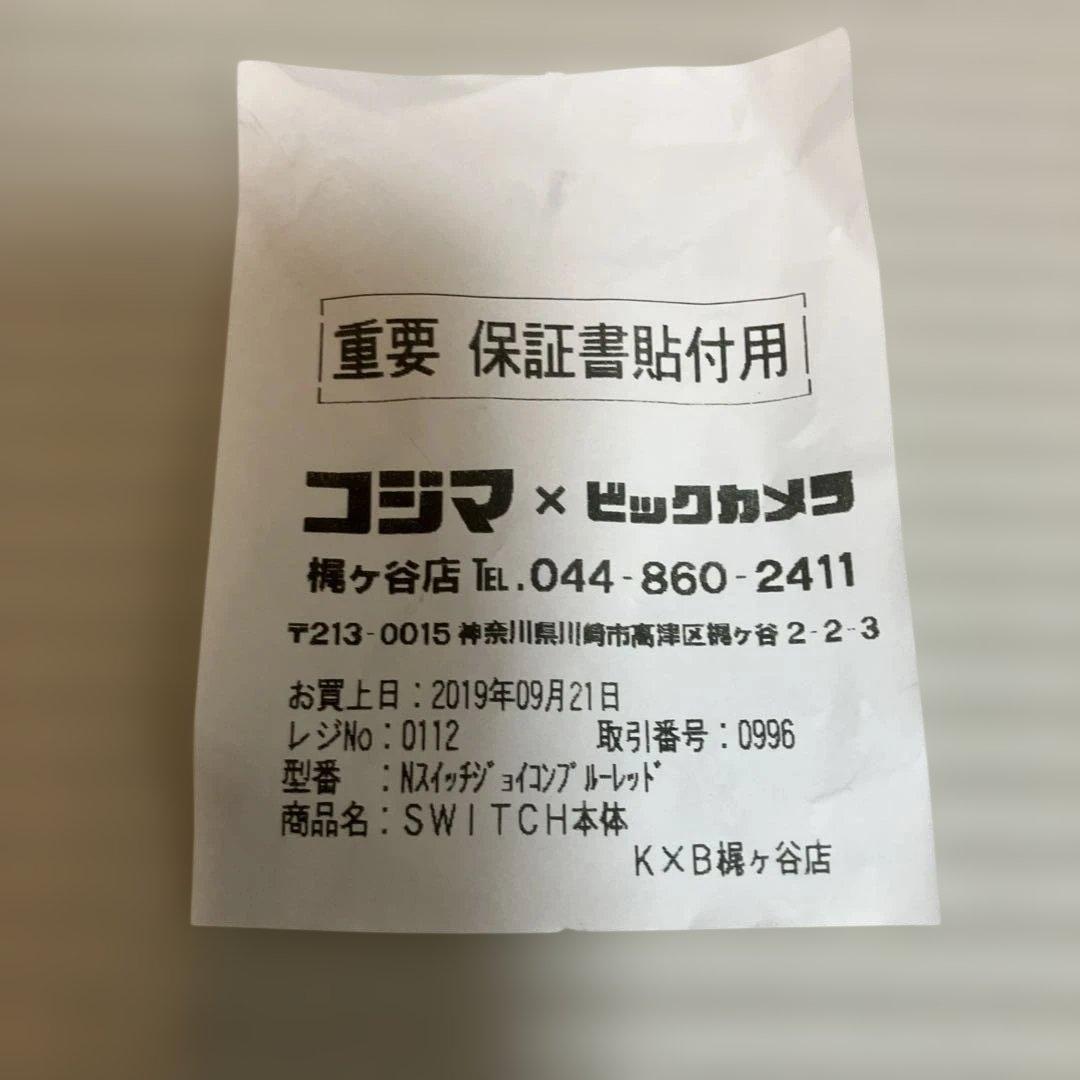 重要 保証書貼付用
コジマ×ビックカメラ
梶ヶ谷店 TEL.044-860-2411
〒213-0015 神奈川県川崎市高津区梶ヶ谷 2-2-3
お買上日:2019年09月21日
レジNo:0112 取引番号:0996
型番 :Nスイッチジョイコンブルーレッド
商品名:SWITCH本体
K×B梶ヶ谷店